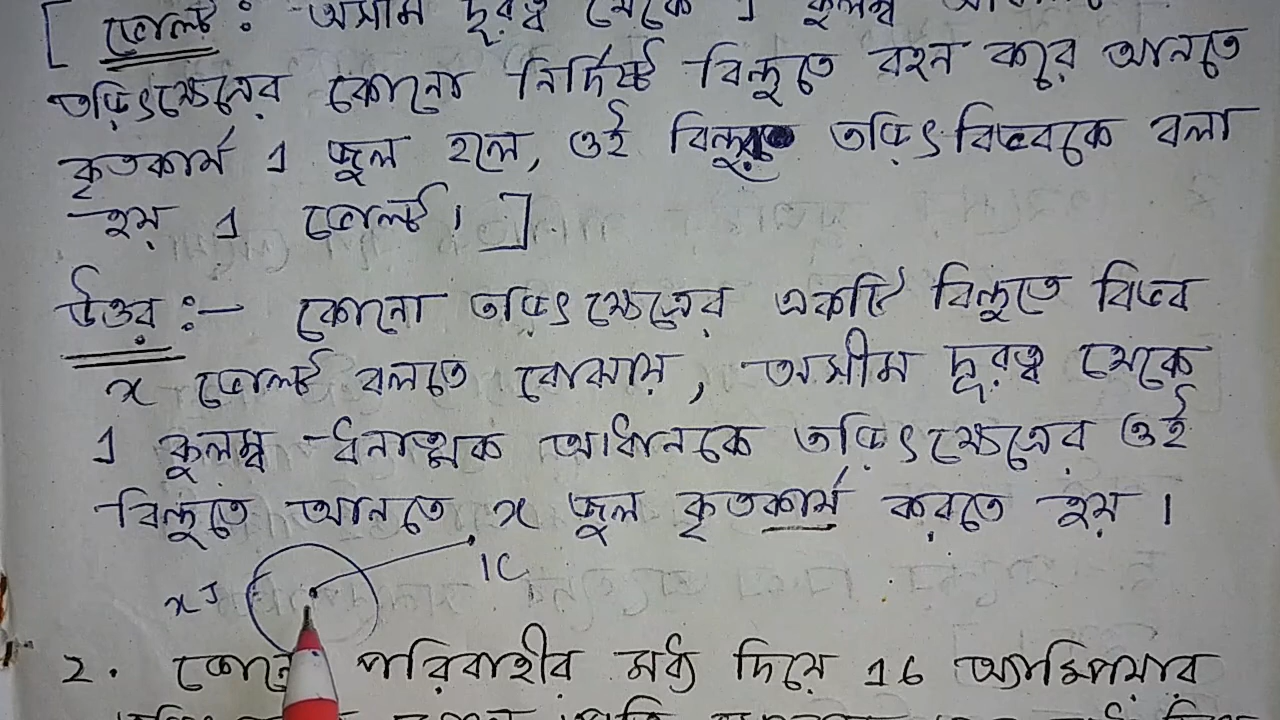 [ ভোল্ট : অসীম দূরত্ব থেকে 1 কুলম্ব
তড়িৎক্ষেত্রের কোনো নির্দিষ্ট বিন্দুতে বহন করে আনতে
কৃতকার্য 1 জুল হলে, ওই বিন্দুর তড়িৎবিভবকে বলা
হয় 1 ভোল্ট। ]
উত্তর :- কোনো তড়িৎক্ষেত্রের একটি বিন্দুতে বিভব
x ভোল্ট বলতে বোঝায়, অসীম দূরত্ব থেকে
1 কুলম্ব ধনাত্মক আধানকে তড়িৎক্ষেত্রের ওই
বিন্দুতে আনতে x জুল কৃতকার্য করতে হয়।
1C
x J
2. কোনো পরিবাহীর মধ্য দিয়ে 16 অ্যাম্পিয়ার